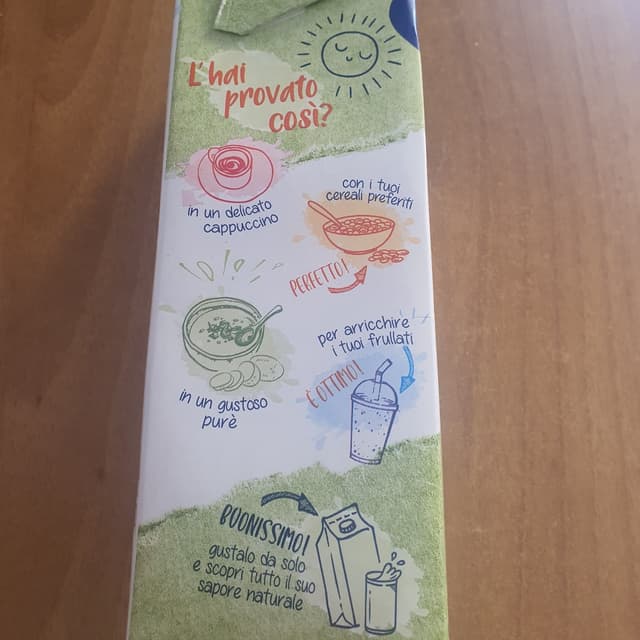 L'hai
provato
così?
in un delicato
cappuccino
con i tuoi
cereali preferiti
PERFETTO!
in un gustoso
purè
per arricchire
i tuoi frullati
È OTTIMO!
BUONISSIMO!
gustalo da solo
e scopri tutto il suo
sapore naturale